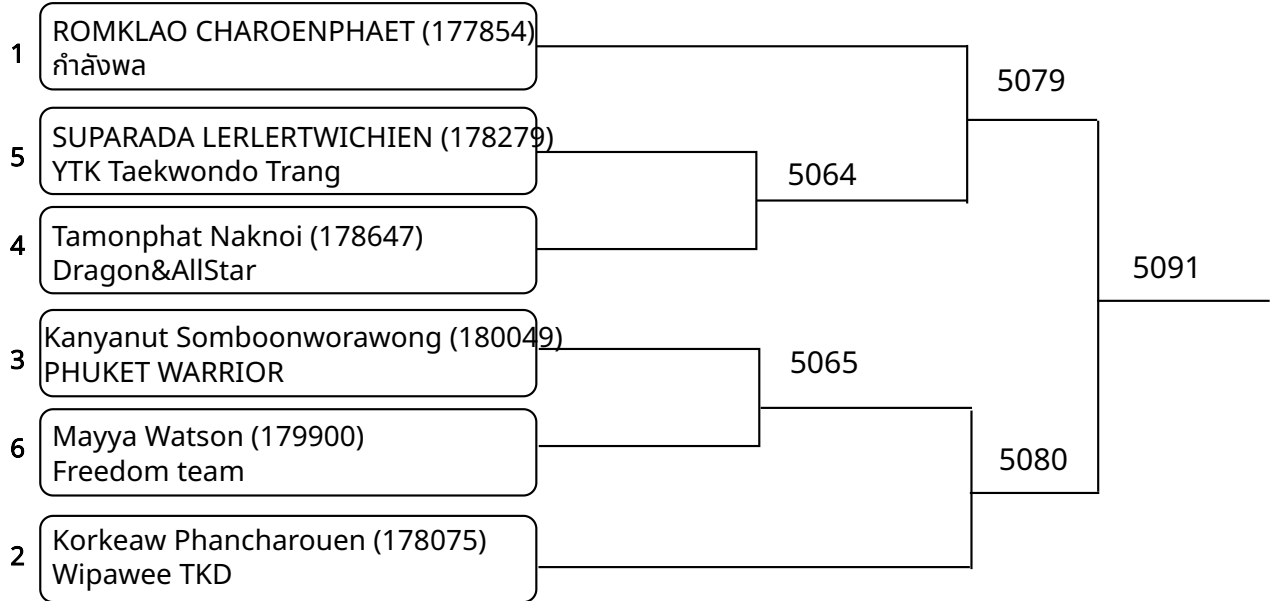 1
ROMKLAO CHAROENPHAET (177854)
กำลังพล
5079
5
SUPARADA LERLERTWICHIEN (178279)
YTK Taekwondo Trang
5064
4
Tamonphat Naknoi (178647)
Dragon&AllStar
5091
3
Kanyanut Somboonworawong (180049)
PHUKET WARRIOR
5065
6
Mayya Watson (179900)
Freedom team
5080
2
Korkeaw Phancharouen (178075)
Wipawee TKD